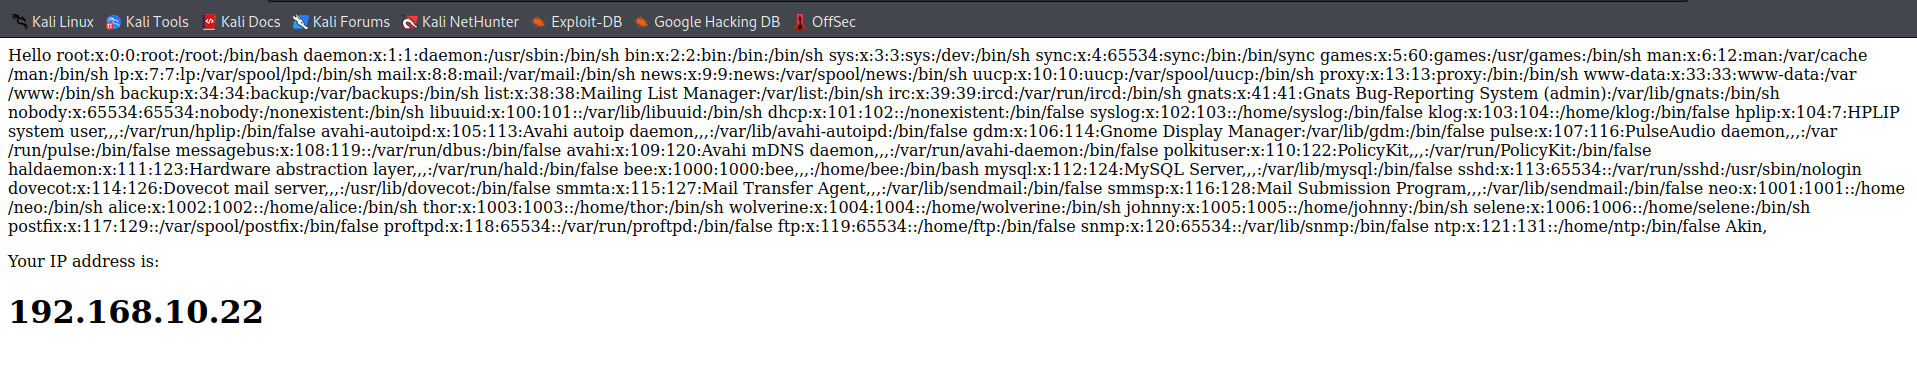 Kali Linux Kali Tools Kali Docs Kali Forums Kali NetHunter Exploit-DB Google Hacking DB OffSec
Hello root:x:0:0:root:/root:/bin/bash daemon:x:1:1:daemon:/usr/sbin:/bin/sh bin:x:2:2:bin:/bin:/bin/sh sys:x:3:3:sys:/dev:/bin/sh sync:x:4:65534:sync:/bin:/bin/sync games:x:5:60:games:/usr/games:/bin/sh man:x:6:12:man:/var/cache
/man:/bin/sh lp:x:7:7:lp:/var/spool/lpd:/bin/sh mail:x:8:8:mail:/var/mail:/bin/sh news:x:9:9:news:/var/spool/news:/bin/sh uucp:x:10:10:uucp:/var/spool/uucp:/bin/sh proxy:x:13:13:proxy:/bin:/bin/sh www-data:x:33:33:www-data:/var
/www:/bin/sh backup:x:34:34:backup:/var/backups:/bin/sh list:x:38:38:Mailing List Manager:/var/list:/bin/sh irc:x:39:39:ircd:/var/run/ircd:/bin/sh gnats:x:41:41:Gnats Bug-Reporting System (admin):/var/lib/gnats:/bin/sh
nobody:x:65534:65534:nobody:/nonexistent:/bin/sh libuuid:x:100:101::/var/lib/libuuid:/bin/sh dhcp:x:101:102::/nonexistent:/bin/false syslog:x:102:103::/home/syslog:/bin/false klog:x:103:104::/home/klog:/bin/false hplip:x:104:7:HPLIP
system user,,,:/var/run/hplip:/bin/false avahi-autoipd:x:105:113:Avahi autoip daemon,,,:/var/lib/avahi-autoipd:/bin/false gdm:x:106:114:Gnome Display Manager:/var/lib/gdm:/bin/false pulse:x:107:116:PulseAudio daemon,,,:/var
/run/pulse:/bin/false messagebus:x:108:119::/var/run/dbus:/bin/false avahi:x:109:120:Avahi mDNS daemon,,,:/var/run/avahi-daemon:/bin/false polkituser:x:110:122:PolicyKit,,,:/var/run/PolicyKit:/bin/false
haldaemon:x:111:123:Hardware abstraction layer,,,:/var/run/hald:/bin/false bee:x:1000:1000:bee,,,:/home/bee:/bin/bash mysql:x:112:124:MySQL Server,,,:/var/lib/mysql:/bin/false sshd:x:113:65534::/var/run/sshd:/usr/sbin/nologin
dovecot:x:114:126:Dovecot mail server,,,:/usr/lib/dovecot:/bin/false smmta:x:115:127:Mail Transfer Agent,,,:/var/lib/sendmail:/bin/false smmsp:x:116:128:Mail Submission Program,,,:/var/lib/sendmail:/bin/false neo:x:1001:1001::/home
/neo:/bin/sh alice:x:1002:1002::/home/alice:/bin/sh thor:x:1003:1003::/home/thor:/bin/sh wolverine:x:1004:1004::/home/wolverine:/bin/sh johnny:x:1005:1005::/home/johnny:/bin/sh selene:x:1006:1006::/home/selene:/bin/sh
postfix:x:117:129::/var/spool/postfix:/bin/false proftpd:x:118:65534::/var/run/proftpd:/bin/false ftp:x:119:65534::/home/ftp:/bin/false snmp:x:120:65534::/var/lib/snmp:/bin/false ntp:x:121:131::/home/ntp:/bin/false Akin,
Your IP address is:
192.168.10.22